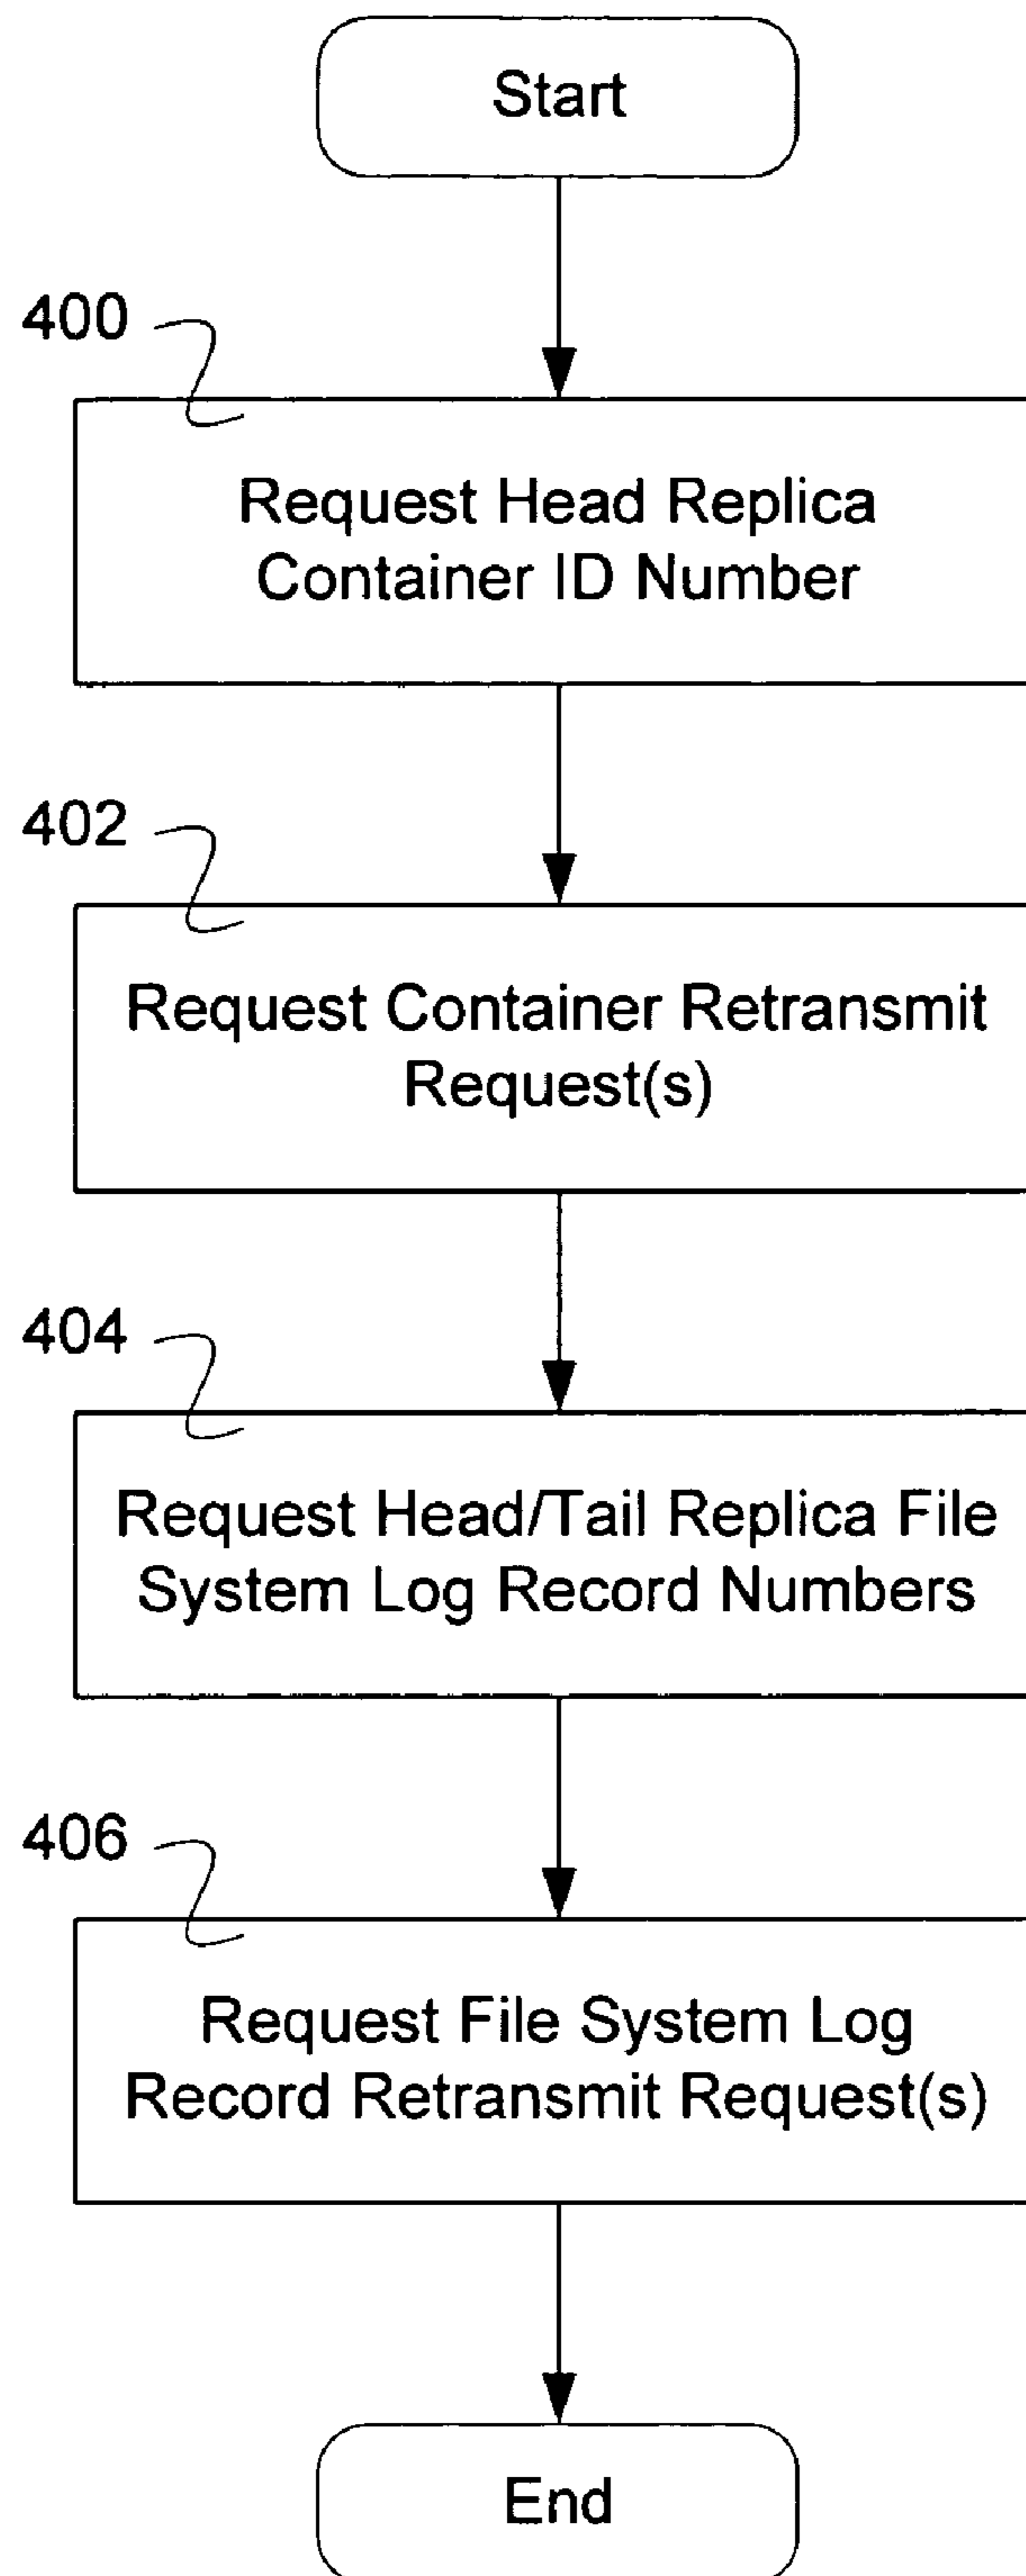 Start
400
Request Head Replica
Container ID Number
402
Request Container Retransmit
Request(s)
404
Request Head/Tail Replica File
System Log Record Numbers
406
Request File System Log
Record Retransmit Request(s)
End